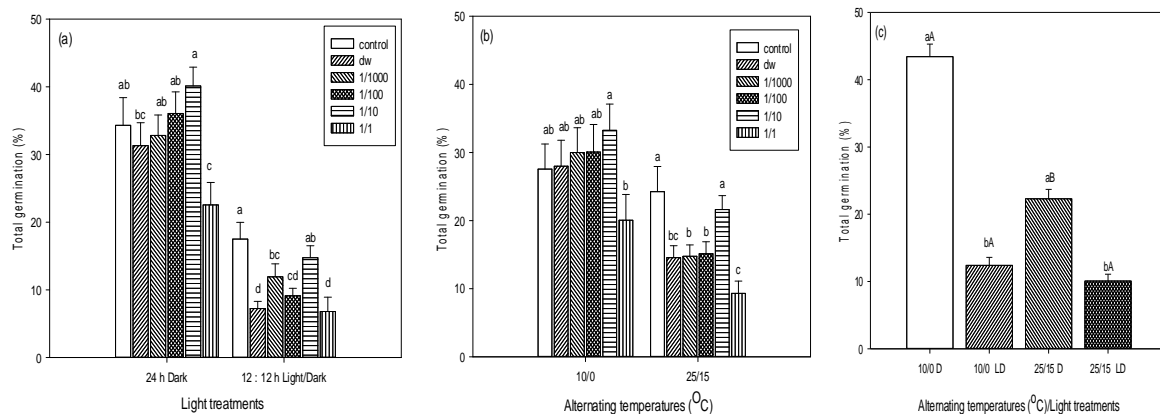 (a)
Total germination (%)
50
40
30
20
10
0
control
dw
1/1000
1/100
1/10
1/1
ab
bc
ab
ab
a
c
a
d
bc
cd
ab
d
24 h Dark
12 : 12 h Light/Dark
Light treatments
(b)
Total germination (%)
50
40
30
20
10
0
control
dw
1/1000
1/100
1/10
1/1
ab
ab
ab
ab
a
b
a
bc
b
b
a
c
10/0
25/15
Alternating temperatures (OC)
(c)
Total germination (%)
50
40
30
20
10
0
aA
bA
aB
bA
10/0 D
10/0 LD
25/15 D
25/15 LD
Alternating temperatures (OC)/Light treatments